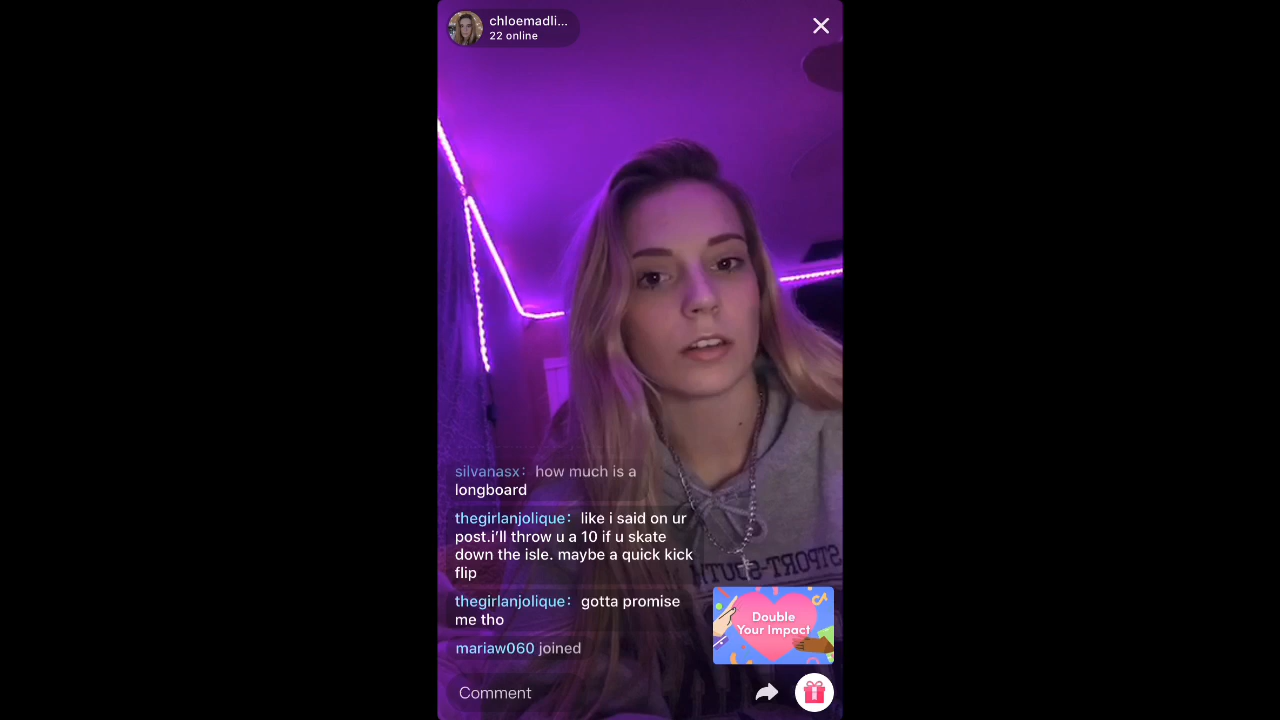 chloemadli...
22 online
silvanasx: how much is a
longboard
thegirlanjolique: like i said on ur
post.i'll throw u a 10 if u skate
down the isle. maybe a quick kick
flip
thegirlanjolique: gotta promise
me tho
mariaw060 joined
Double
Your Impact
Comment